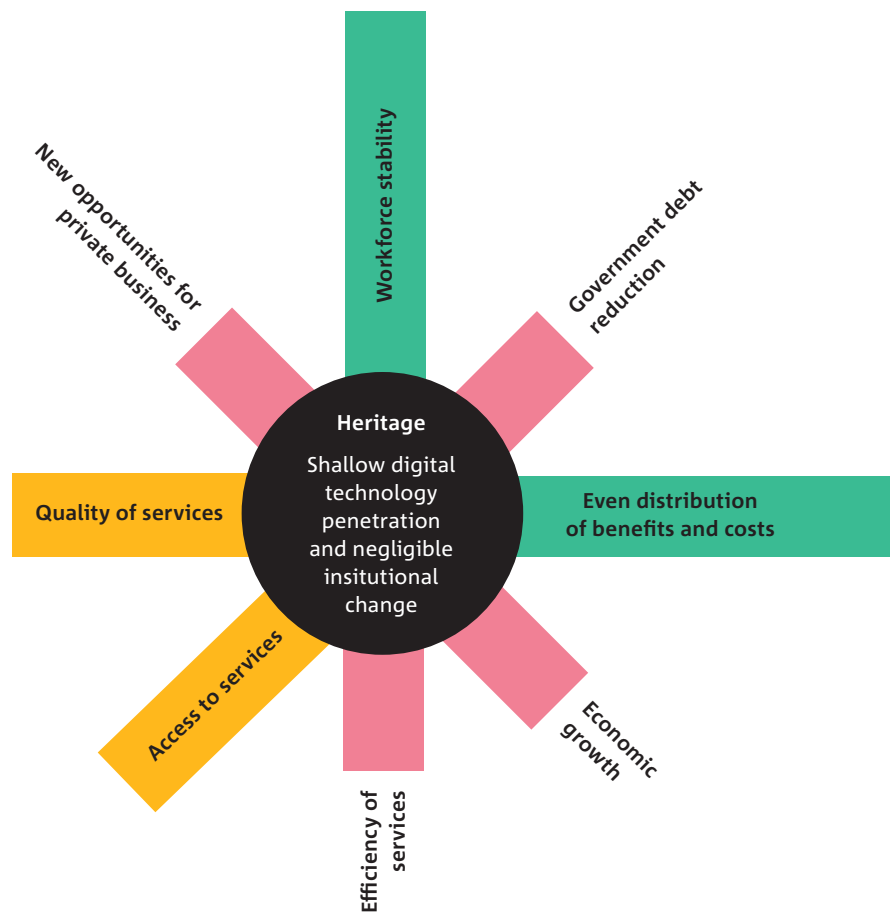 Workforce stability
New opportunities for
private business
Government debt
reduction
Heritage
Shallow digital
technology
penetration
and negligible
insitutional
change
Quality of services
Even distribution
of benefits and costs
Access to services
Economic
growth
Efficiency of
services